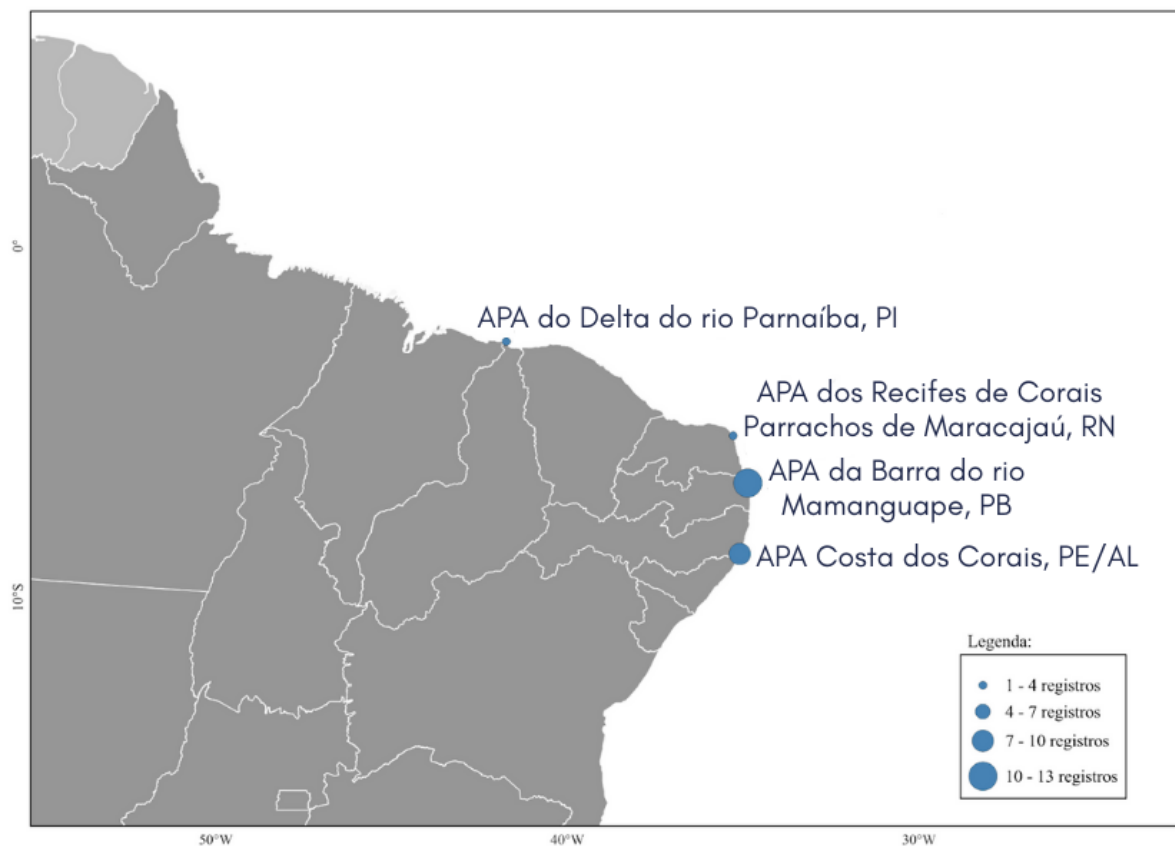 0°
10°S
APA do Delta do rio Parnaíba, PI
APA dos Recifes de Corais
Parrachos de Maracajaú, RN
APA da Barra do rio
Mamanguape, PB
APA Costa dos Corais, PE/AL
Legenda:
1 - 4 registros
4 - 7 registros
7 - 10 registros
10 - 13 registros
50°W
40°W
30°W